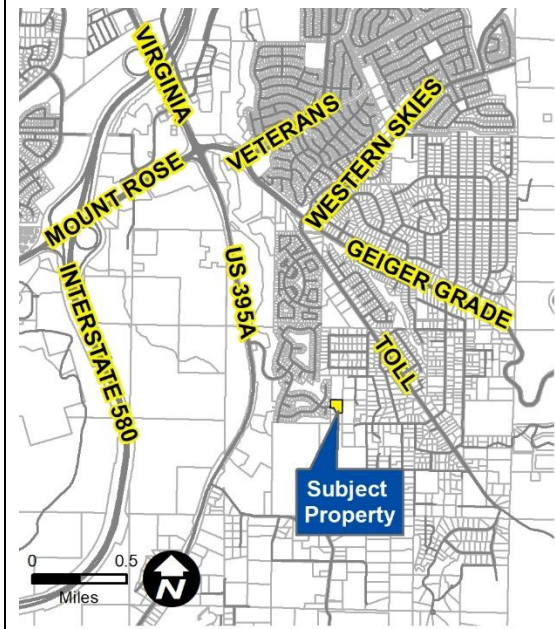 VIRGINIA
VETERANS
WESTERN SKIES
MOUNT ROSE
US 395A
GEIGER GRADE
INTERSTATE 580
TOLL
Subject
Property
0 0.5
Miles
N